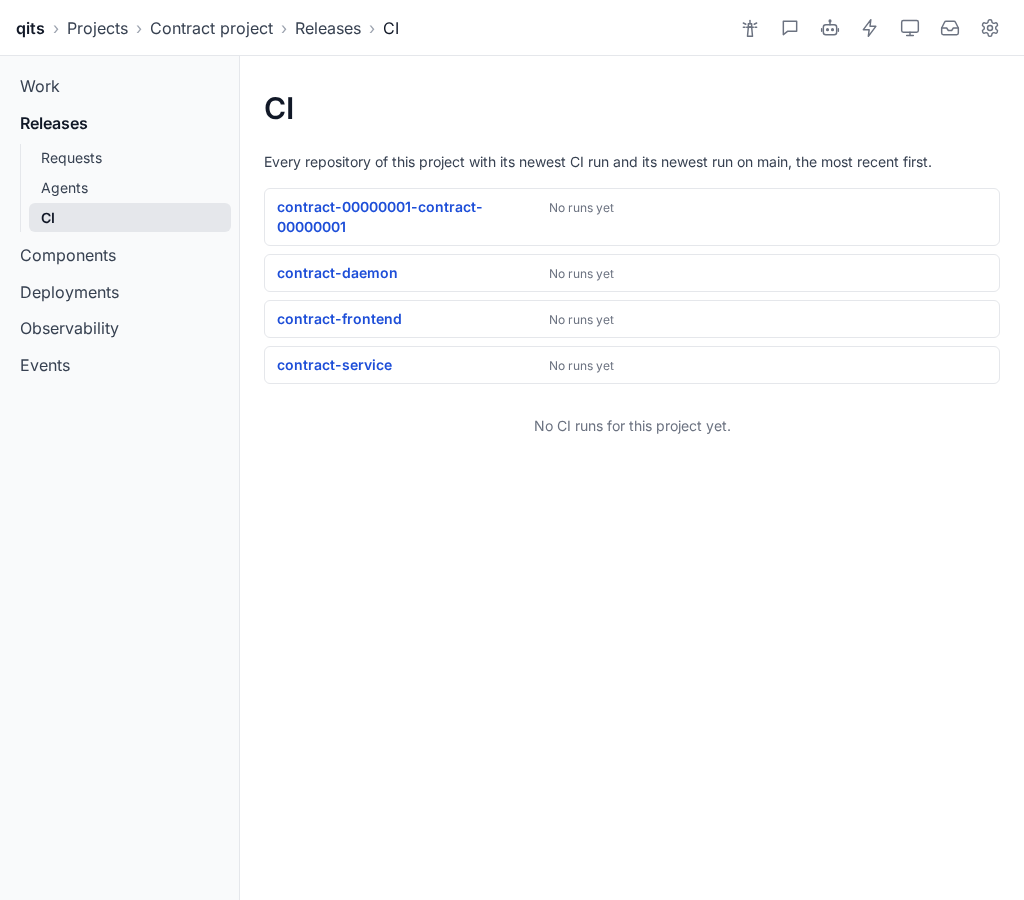 qits › Projects › Contract project › Releases › CI
Work
Releases
Requests
Agents
CI
Components
Deployments
Observability
Events
CI
Every repository of this project with its newest CI run and its newest run on main, the most recent first.
contract-00000001-contract-
00000001
No runs yet
contract-daemon
No runs yet
contract-frontend
No runs yet
contract-service
No runs yet
No CI runs for this project yet.